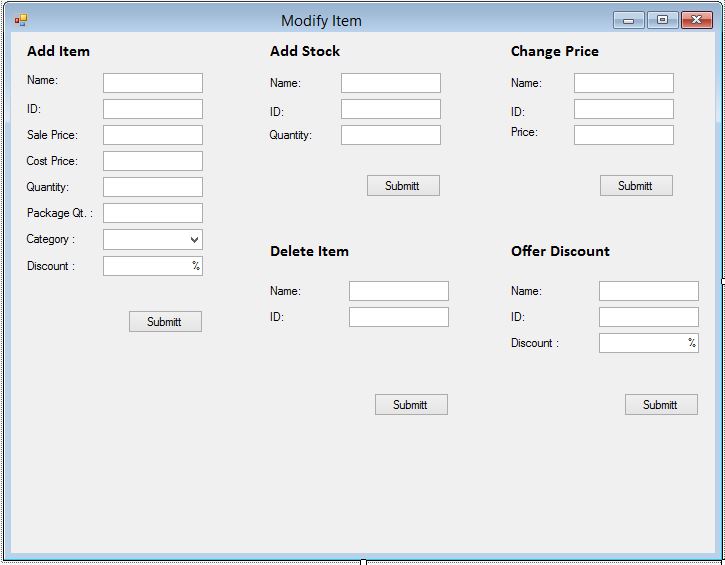 Modify Item
Add Item
Name:
ID:
Sale Price:
Cost Price:
Quantity:
Package Qt. :
Category :
Discount :
%
Submitt
Add Stock
Name:
ID:
Quantity:
Submitt
Change Price
Name:
ID:
Price:
Submitt
Delete Item
Name:
ID:
Submitt
Offer Discount
Name:
ID:
Discount :
%
Submitt